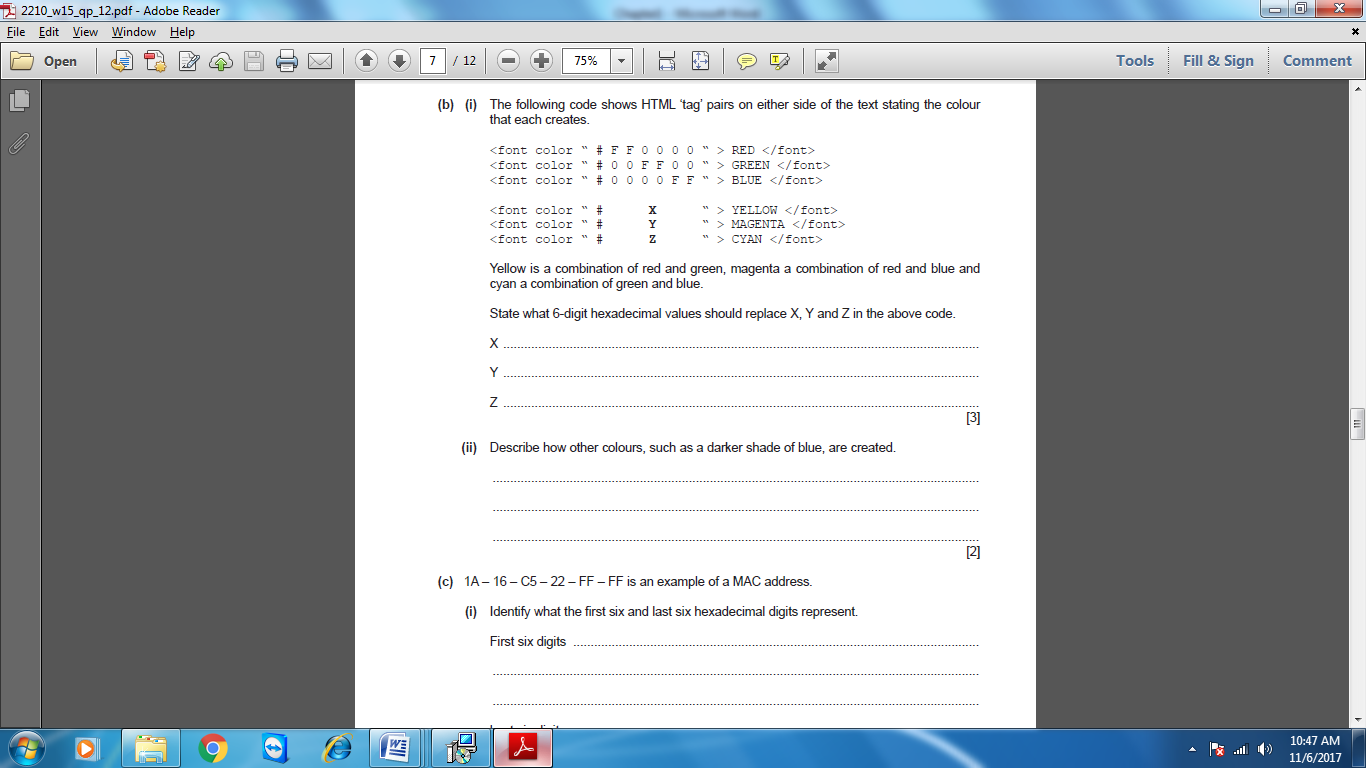 2210_w15_qp_12.pdf - Adobe Reader
File Edit View Window Help
Open 7 / 12 75% Tools Fill & Sign Comment
(b) (i) The following code shows HTML ‘tag’ pairs on either side of the text stating the colour
that each creates.
<font color “ # F F 0 0 0 0 “ > RED </font>
<font color “ # 0 0 F F 0 0 “ > GREEN </font>
<font color “ # 0 0 0 0 F F “ > BLUE </font>
<font color “ # X “ > YELLOW </font>
<font color “ # Y “ > MAGENTA </font>
<font color “ # Z “ > CYAN </font>
Yellow is a combination of red and green, magenta a combination of red and blue and
cyan a combination of green and blue.
State what 6-digit hexadecimal values should replace X, Y and Z in the above code.
X
Y
Z
[3]
(ii) Describe how other colours, such as a darker shade of blue, are created.
[2]
(c) 1A – 16 – C5 – 22 – FF – FF is an example of a MAC address.
(i) Identify what the first six and last six hexadecimal digits represent.
First six digits
10:47 AM
11/6/2017